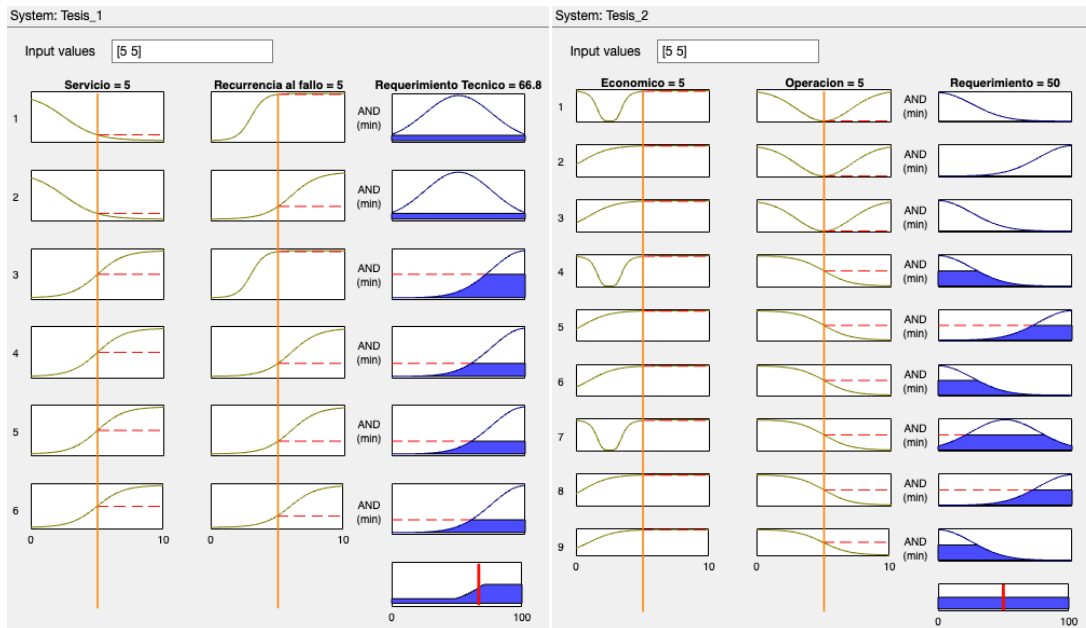 System: Tesis_1
Input values [5 5]
Servicio = 5 Recurrencia al fallo = 5 Requerimiento Tecnico = 66.8
1 AND (min)
2 AND (min)
3 AND (min)
4 AND (min)
5 AND (min)
6 AND (min)
0 10 0 10
0 100
System: Tesis_2
Input values [5 5]
Economico = 5 Operacion = 5 Requerimiento = 50
1 AND (min)
2 AND (min)
3 AND (min)
4 AND (min)
5 AND (min)
6 AND (min)
7 AND (min)
8 AND (min)
9 AND (min)
0 10 0 10
0 100